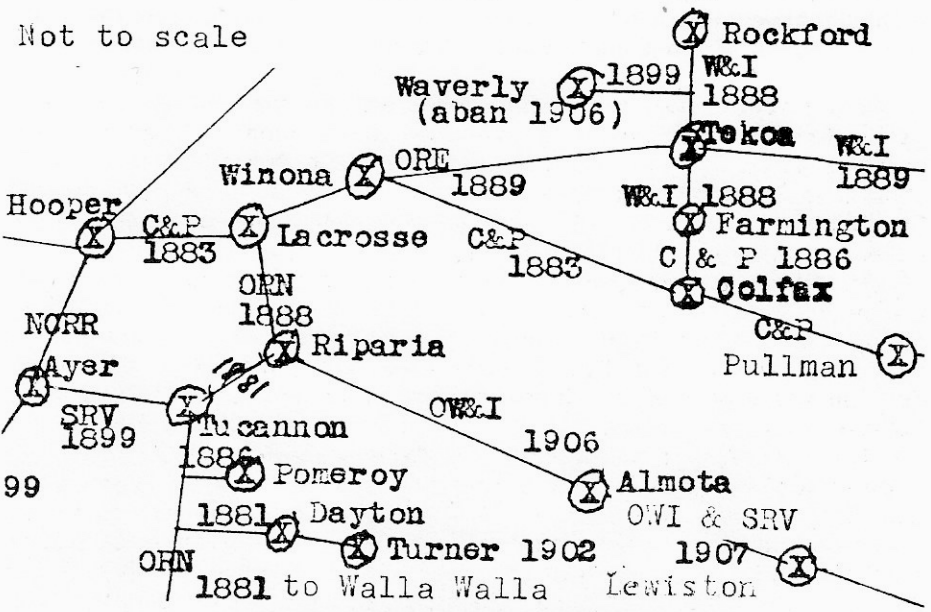 Not to scale
X Rockford
1899 W&I
Waverly X 1888
(aban 1906)
X Tekoa
W&I
1889
Winona X ORE
1889
W&I 1888
Hooper
X C&P
1883
X Lacrosse
C&P
1883
X Farmington
C & P 1886
X Colfax
ORN
1888
C&P
Pullman X
NORR
X Riparia
Ayer
X
1881
SRV
1899
X
Tucannon
OW&I
1906
1886
X Pomeroy
99
X Almota
OWI & SRV
1881 Dayton
X
X Turner 1902
1907
ORN
1881 to Walla Walla
Lewiston X